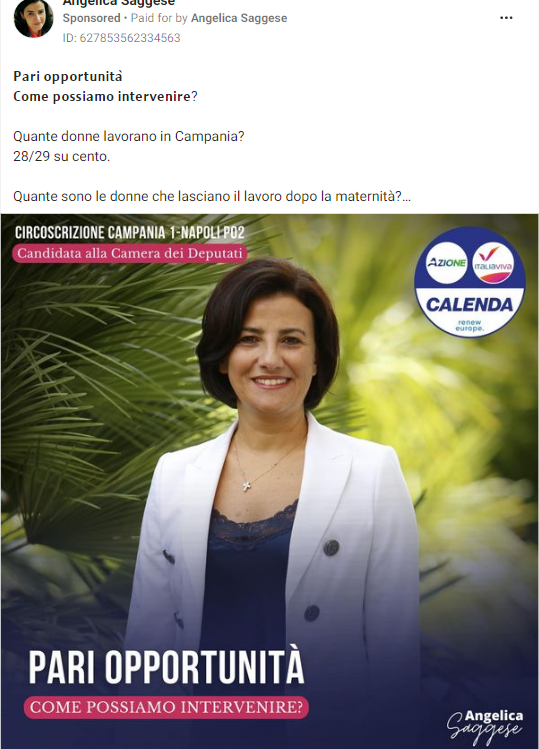 Angelica Saggese
Sponsored • Paid for by Angelica Saggese
ID: 627853562334563
Pari opportunità
Come possiamo intervenire?
Quante donne lavorano in Campania?
28/29 su cento.
Quante sono le donne che lasciano il lavoro dopo la maternità?...
CIRCOSCRIZIONE CAMPANIA 1-NAPOLI P02
Candidata alla Camera dei Deputati
AZIONE
ITALIAVIVA
CALENDA
renew
europe.
PARI OPPORTUNITÀ
COME POSSIAMO INTERVENIRE?
Angelica
Saggese